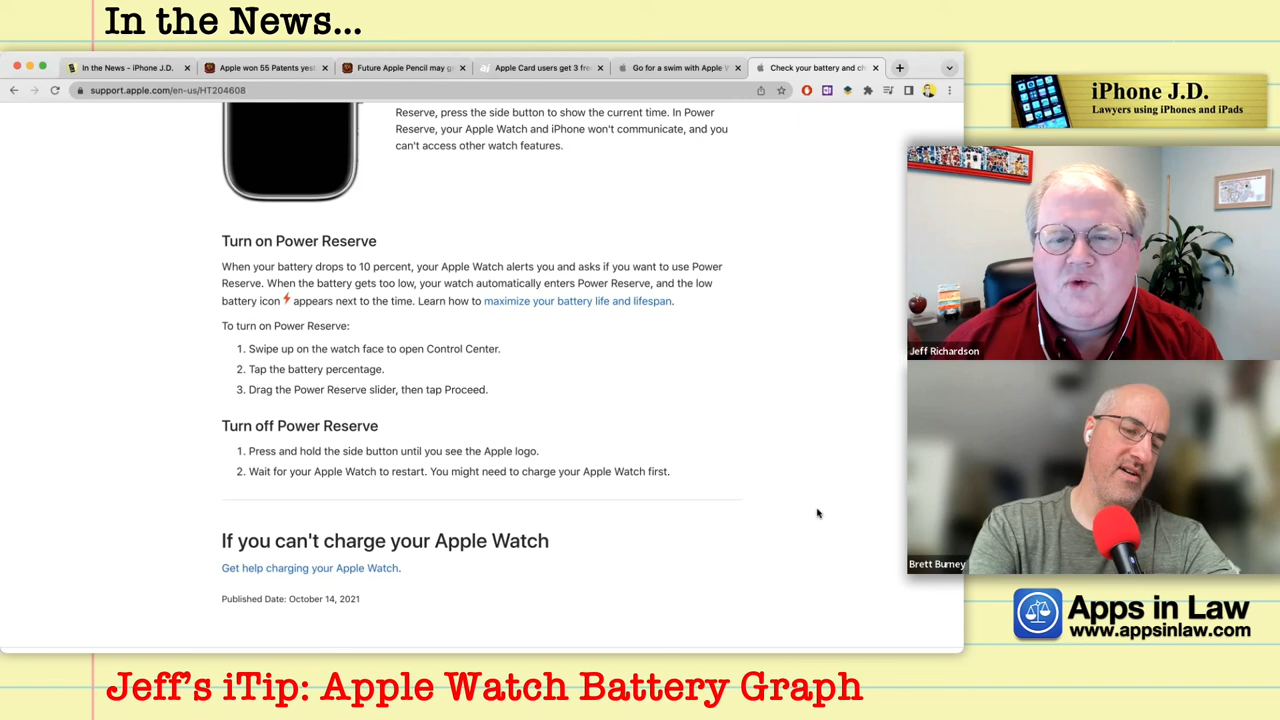 In the News...
In the News - iPhone J.D.
Apple won 55 Patents yest
Future Apple Pencil may g
Apple Card users get 3 fre
Go for a swim with Apple W
Check your battery and ch
support.apple.com/en-us/HT204608
Reserve, press the side button to show the current time. In Power
Reserve, your Apple Watch and iPhone won't communicate, and you
can't access other watch features.
Turn on Power Reserve
When your battery drops to 10 percent, your Apple Watch alerts you and asks if you want to use Power
Reserve. When the battery gets too low, your watch automatically enters Power Reserve, and the low
battery icon appears next to the time. Learn how to maximize your battery life and lifespan.
To turn on Power Reserve:
1. Swipe up on the watch face to open Control Center.
2. Tap the battery percentage.
3. Drag the Power Reserve slider, then tap Proceed.
Turn off Power Reserve
1. Press and hold the side button until you see the Apple logo.
2. Wait for your Apple Watch to restart. You might need to charge your Apple Watch first.
If you can't charge your Apple Watch
Get help charging your Apple Watch.
Published Date: October 14, 2021
iPhone J.D.
Lawyers using iPhones and iPads
Jeff Richardson
Brett Burney
Apps in Law
www.appsinlaw.com
Jeff's iTip: Apple Watch Battery Graph